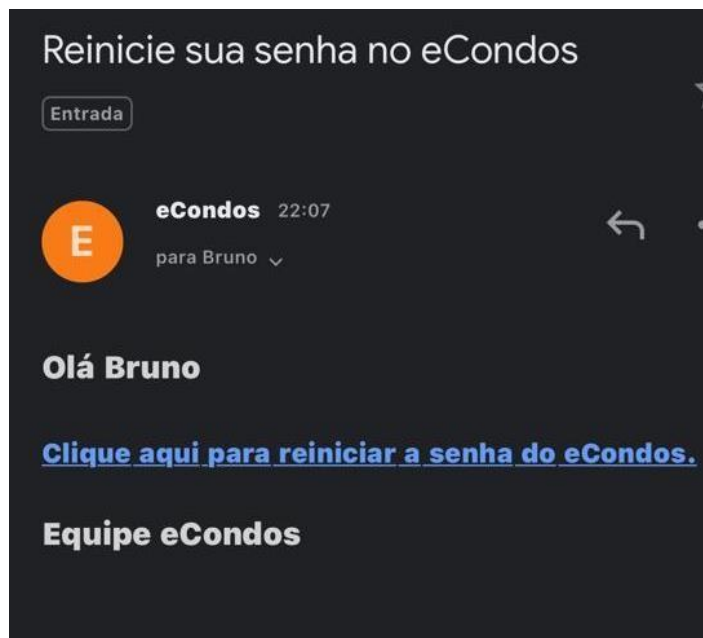 Reinicie sua senha no eCondos
Entrada
E
eCondos 22:07
para Bruno
Olá Bruno
Clique aqui para reiniciar a senha do eCondos.
Equipe eCondos